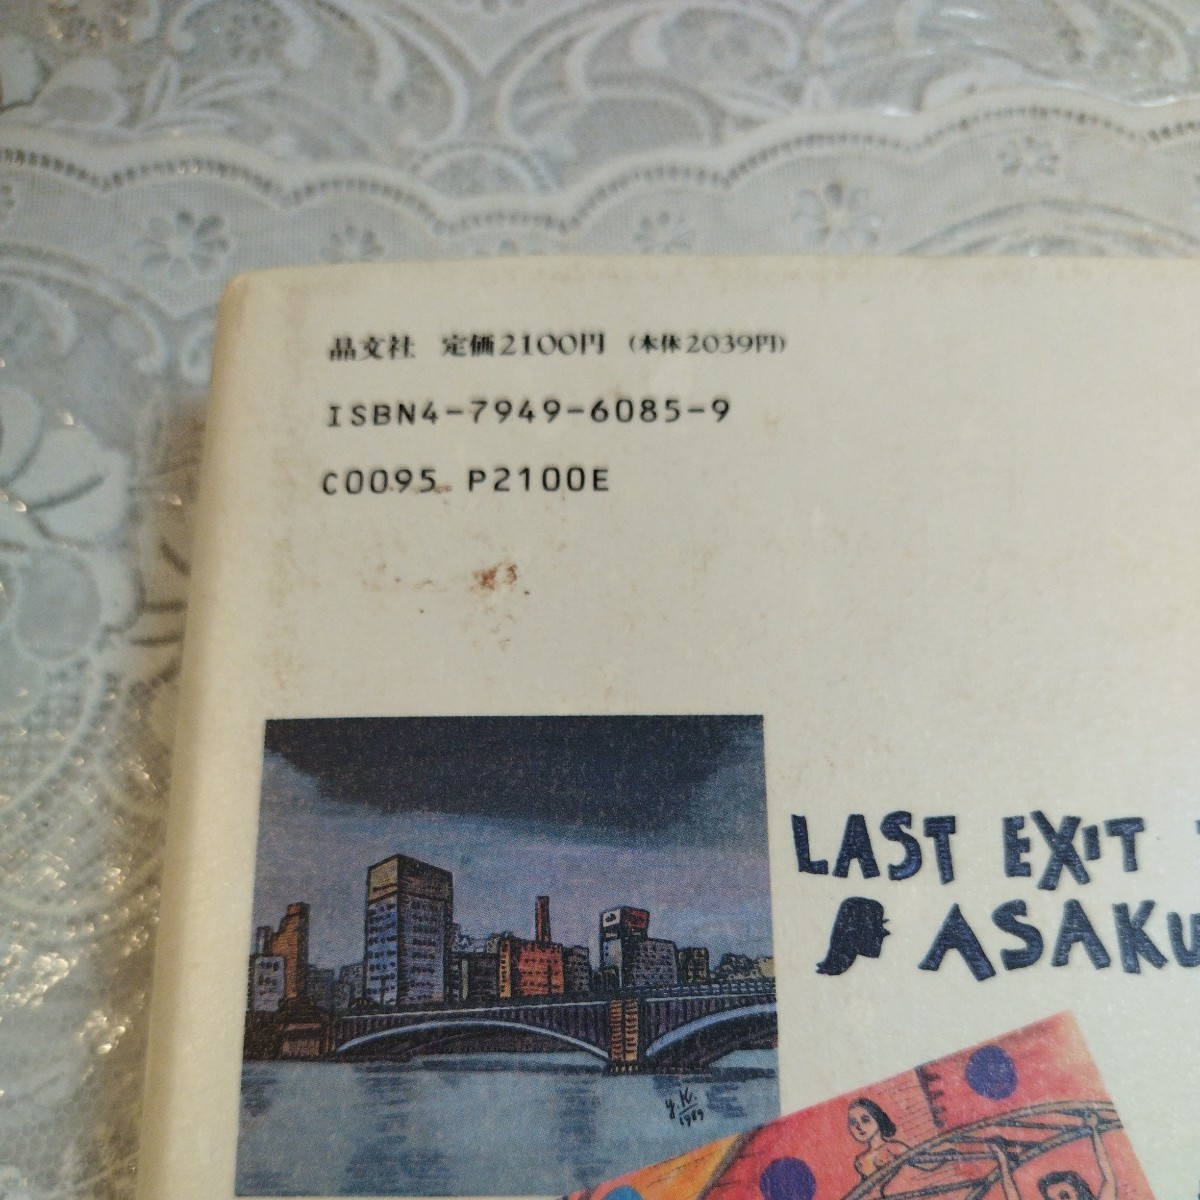 晶文社 定価2100円 (本体2039円)
ISBN4-7949-6085-9
C0095 P2100E
LAST EXIT
ASAKU
y.K.
1989